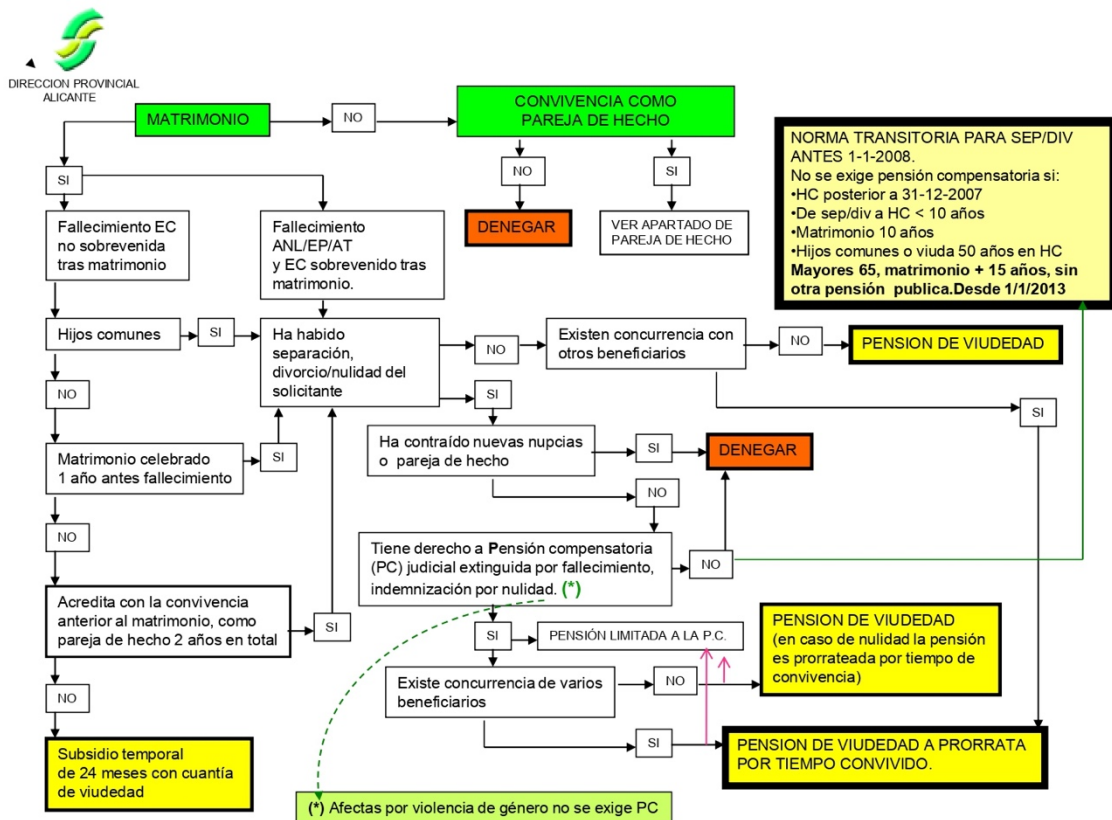 DIRECCION PROVINCIAL
ALICANTE
MATRIMONIO
NO
CONVIVENCIA COMO
PAREJA DE HECHO
NORMA TRANSITORIA PARA SEP/DIV
ANTES 1-1-2008.
No se exige pensión compensatoria si:
•HC posterior a 31-12-2007
•De sep/div a HC < 10 años
•Matrimonio 10 años
•Hijos comunes o viuda 50 años en HC
Mayores 65, matrimonio + 15 años, sin
otra pensión publica.Desde 1/1/2013
SI
NO
SI
Fallecimiento EC
no sobrevenida
tras matrimonio
Fallecimiento
ANL/EP/AT
y EC sobrevenido tras
matrimonio.
DENEGAR
VER APARTADO DE
PAREJA DE HECHO
Hijos comunes
SI
Ha habido
separación,
divorcio/nulidad del
solicitante
NO
Existen concurrencia con
otros beneficiarios
NO
PENSION DE VIUDEDAD
NO
SI
SI
Matrimonio celebrado
1 año antes fallecimiento
SI
Ha contraído nuevas nupcias
o pareja de hecho
SI
DENEGAR
NO
NO
Tiene derecho a Pensión compensatoria
(PC) judicial extinguida por fallecimiento,
indemnización por nulidad. (*)
NO
Acredita con la convivencia
anterior al matrimonio, como
pareja de hecho 2 años en total
SI
SI
PENSIÓN LIMITADA A LA P.C.
PENSION DE VIUDEDAD
(en caso de nulidad la pensión
es prorrateada por tiempo de
convivencia)
NO
Existe concurrencia de varios
beneficiarios
NO
Subsidio temporal
de 24 meses con cuantía
de viudedad
SI
PENSION DE VIUDEDAD A PRORRATA
POR TIEMPO CONVIVIDO.
(*) Afectas por violencia de género no se exige PC